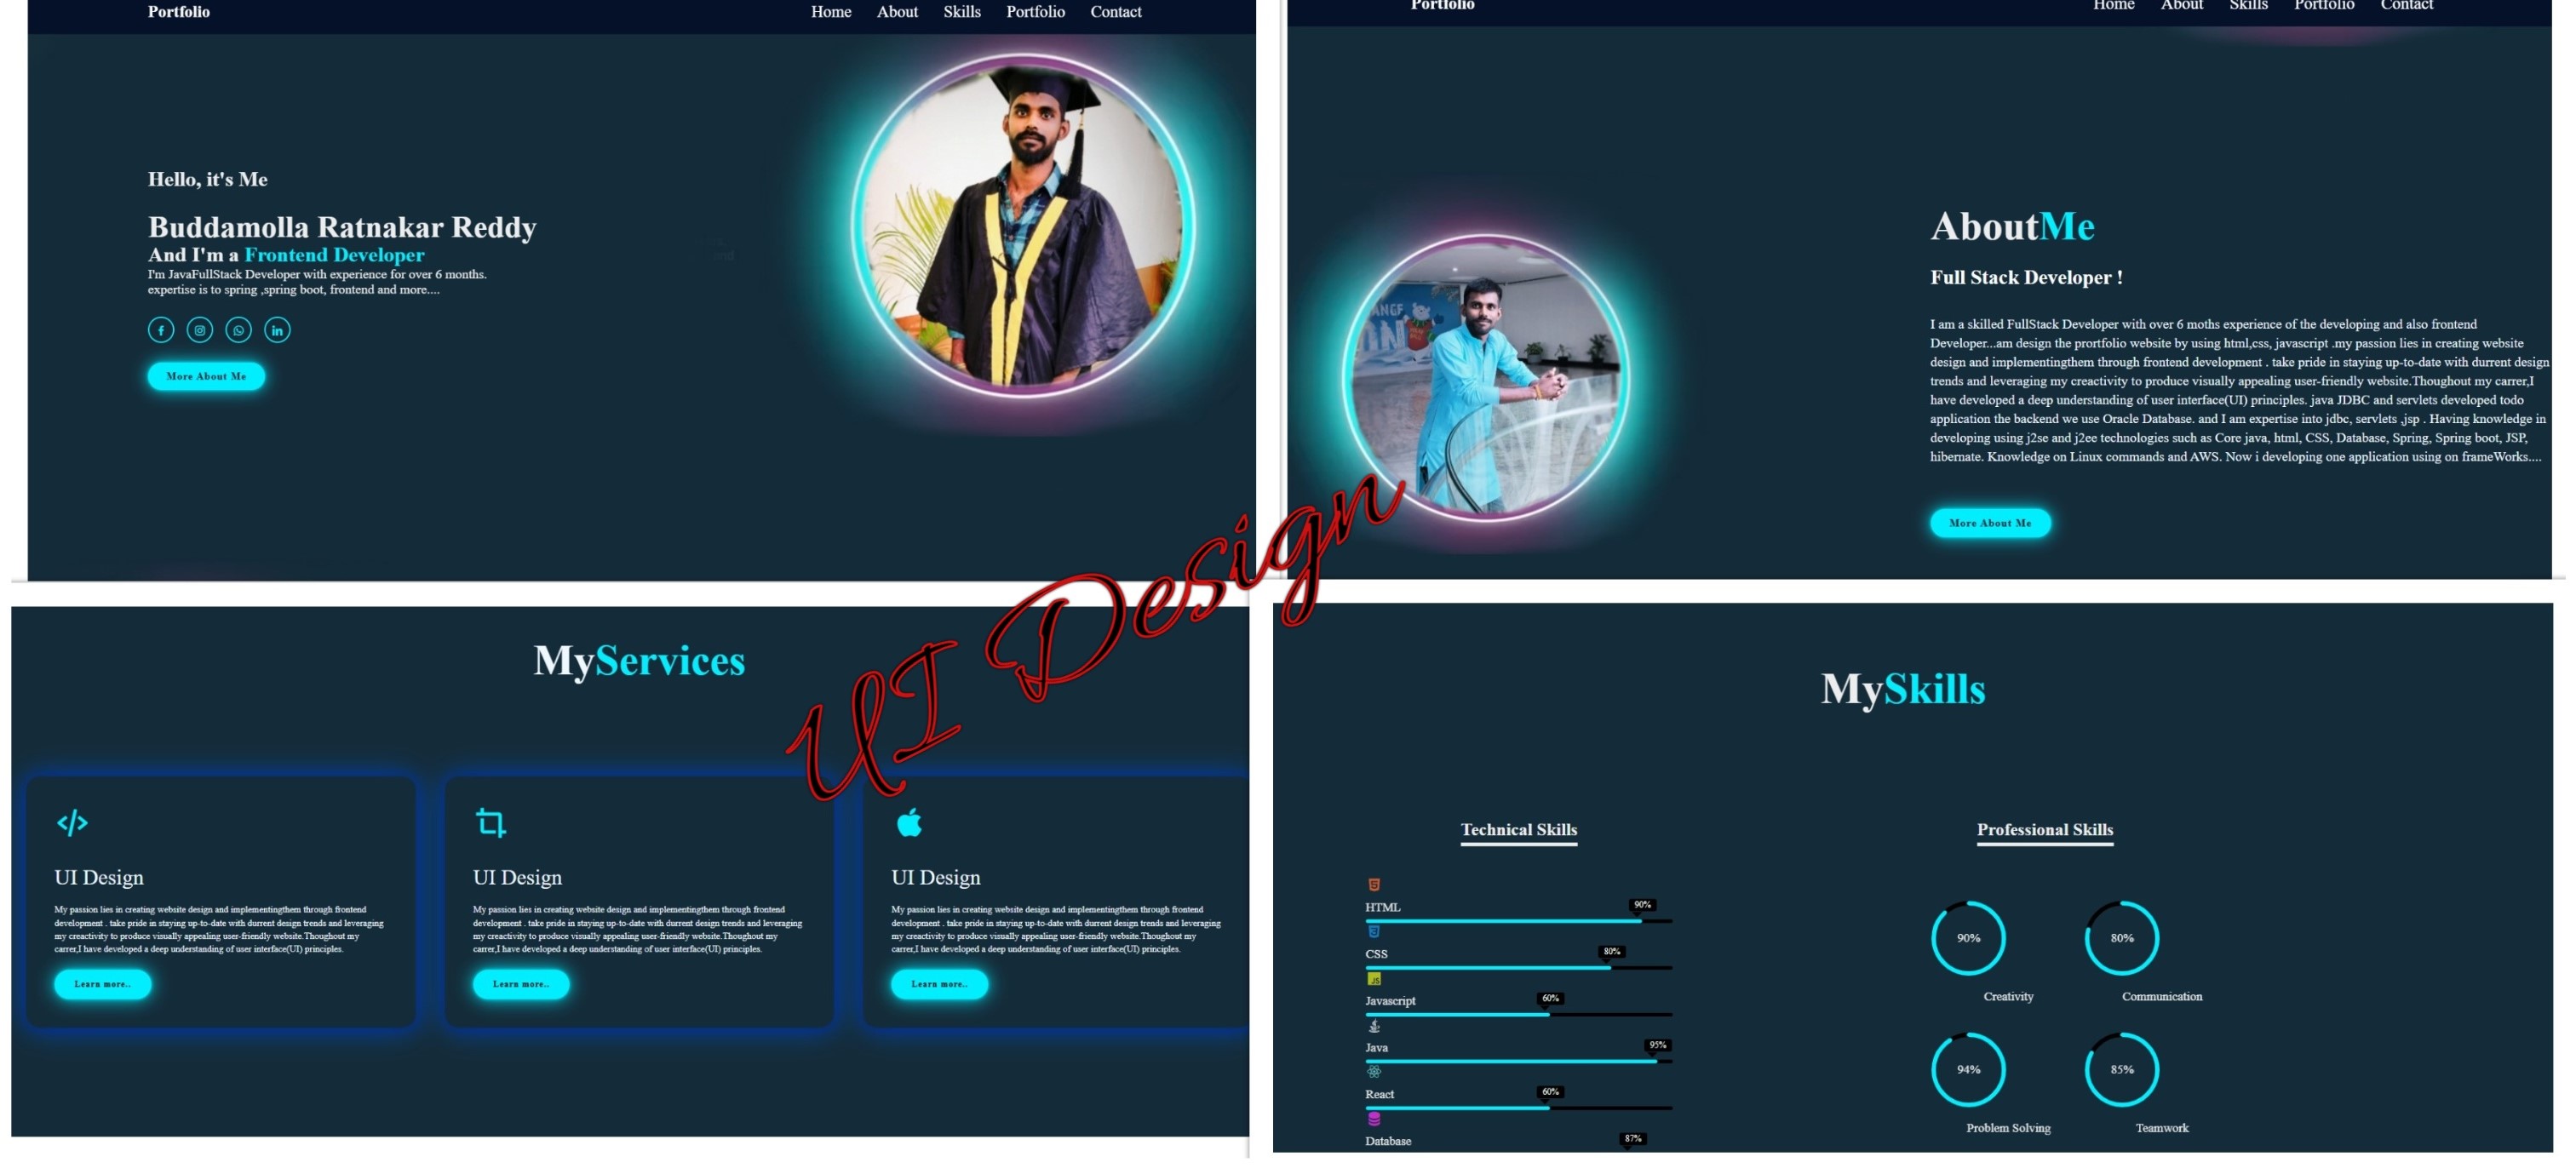 Portfolio
Home About Skills Portfolio Contact
Hello, it's Me
Buddamolla Ratnakar Reddy
And I'm a Frontend Developer
I'm JavaFullStack Developer with experience for over 6 months.
expertise is to spring ,spring boot, frontend and more....
More About Me
Portfolio
Home About Skills Portfolio Contact
AboutMe
Full Stack Developer !
I am a skilled FullStack Developer with over 6 moths experience of the developing and also frontend
Developer...am design the prortfolio website by using html,css, javascript .my passion lies in creating website
design and implementingthem through frontend development . take pride in staying up-to-date with durrent design
trends and leveraging my creactivity to produce visually appealing user-friendly website.Thoughout my carrer,I
have developed a deep understanding of user interface(UI) principles. java JDBC and servlets developed todo
application the backend we use Oracle Database. and I am expertise into jdbc, servlets ,jsp . Having knowledge in
developing using j2se and j2ee technologies such as Core java, html, CSS, Database, Spring, Spring boot, JSP,
hibernate. Knowledge on Linux commands and AWS. Now i developing one application using on frameWorks....
More About Me
UI Design
MyServices
UI Design
My passion lies in creating website design and implementingthem through frontend
development . take pride in staying up-to-date with durrent design trends and leveraging
my creactivity to produce visually appealing user-friendly website.Thoughout my
carrer,I have developed a deep understanding of user interface(UI) principles.
Learn more..
UI Design
My passion lies in creating website design and implementingthem through frontend
development . take pride in staying up-to-date with durrent design trends and leveraging
my creactivity to produce visually appealing user-friendly website.Thoughout my
carrer,I have developed a deep understanding of user interface(UI) principles.
Learn more..
UI Design
My passion lies in creating website design and implementingthem through frontend
development . take pride in staying up-to-date with durrent design trends and leveraging
my creactivity to produce visually appealing user-friendly website.Thoughout my
carrer,I have developed a deep understanding of user interface(UI) principles.
Learn more..
MySkills
Technical Skills
HTML 90%
CSS 80%
JS
Javascript 60%
Java 95%
React 60%
Database 87%
Professional Skills
90% 80%
Creativity Communication
94% 85%
Problem Solving Teamwork